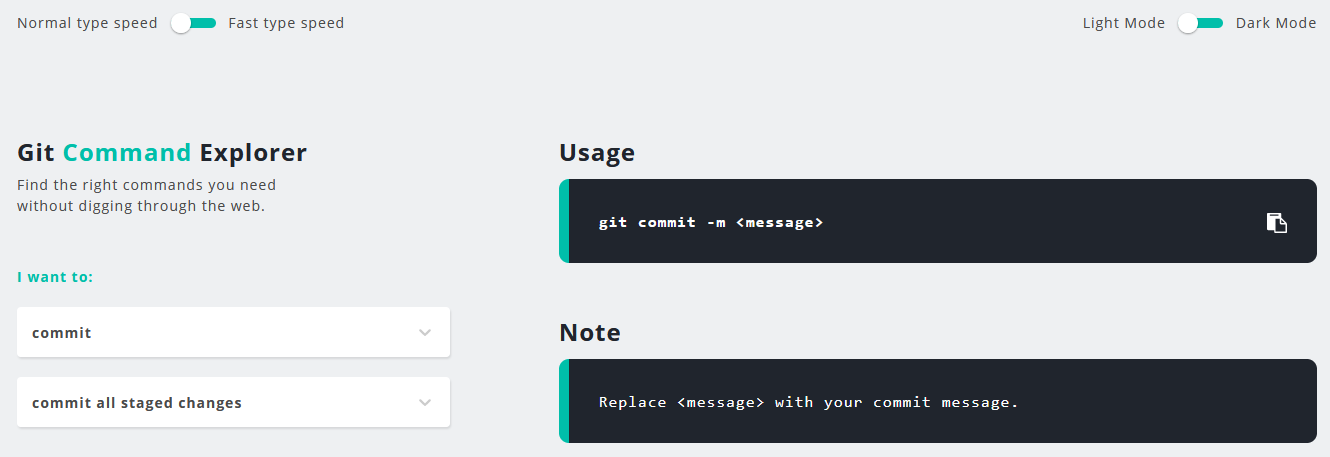 Normal type speed Fast type speed Light Mode Dark Mode
Git Command Explorer
Find the right commands you need
without digging through the web.
I want to:
commit
commit all staged changes
Usage
git commit -m <message>
Note
Replace <message> with your commit message.